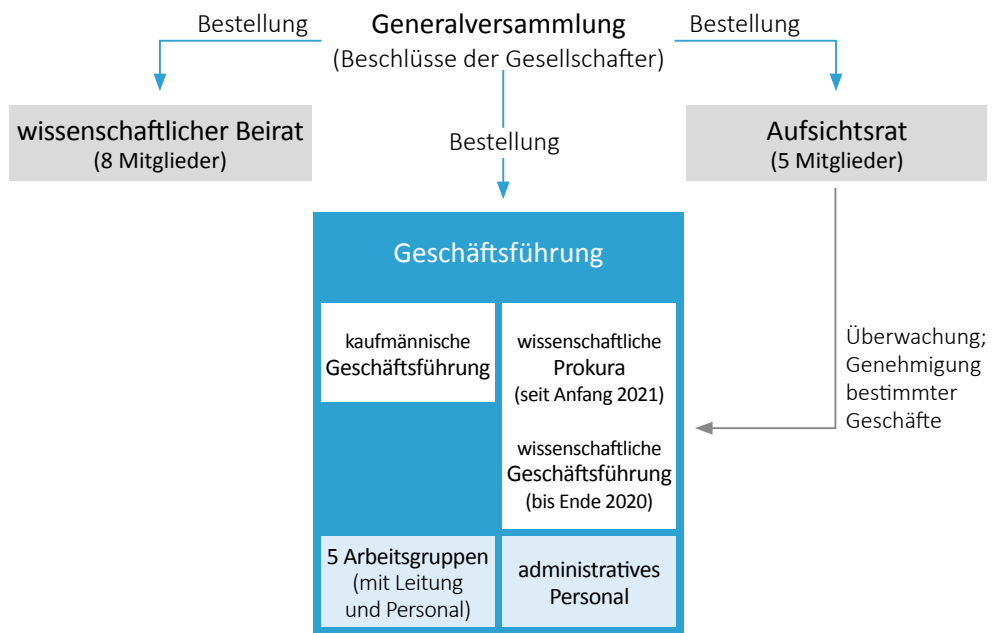 Bestellung
Generalversammlung
(Beschlüsse der Gesellschafter)
Bestellung
wissenschaftlicher Beirat
(8 Mitglieder)
Bestellung
Aufsichtsrat
(5 Mitglieder)
Geschäftsführung
kaufmännische
Geschäftsführung
wissenschaftliche
Prokura
(seit Anfang 2021)
wissenschaftliche
Geschäftsführung
(bis Ende 2020)
Überwachung;
Genehmigung
bestimmter
Geschäfte
5 Arbeitsgruppen
(mit Leitung
und Personal)
administratives
Personal